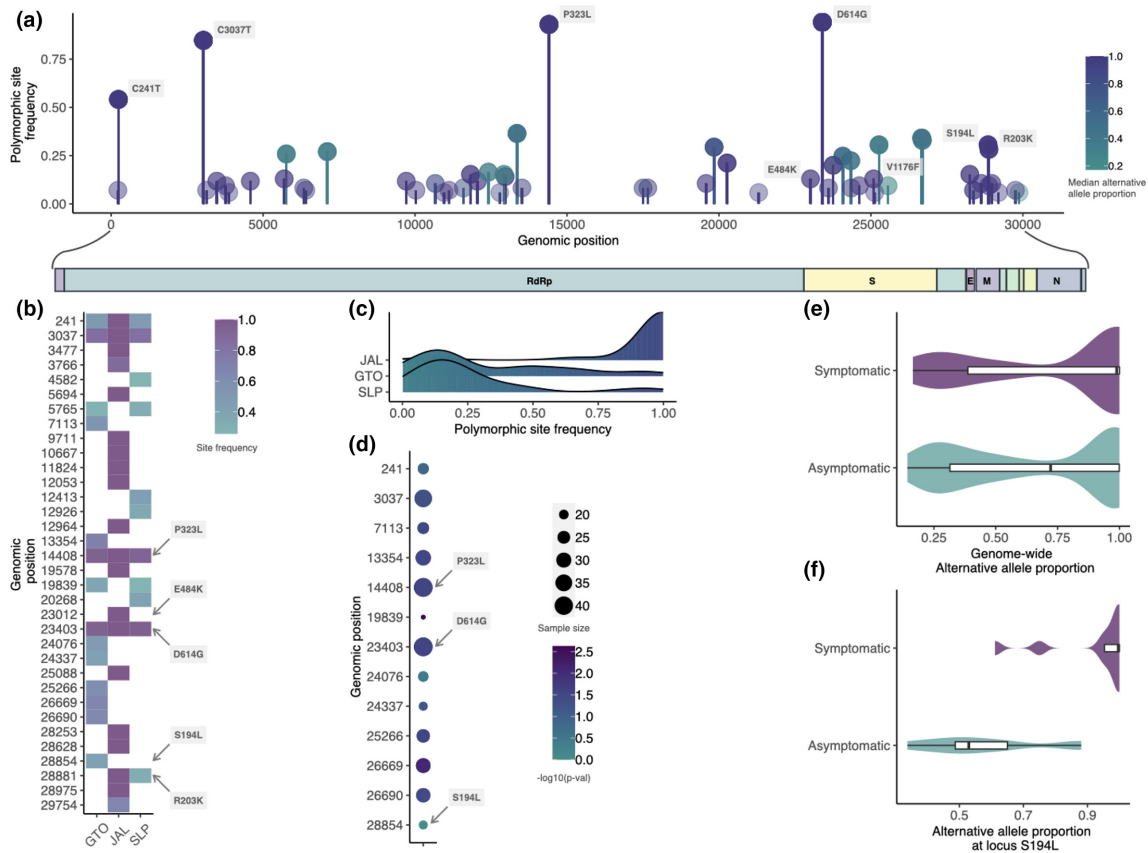 (a)
Polymorphic site
frequency
0.75
0.50
0.25
0.00
C241T
C3037T
P323L
D614G
E484K
V1176F
S194L
R203K
0
5000
10000
15000
20000
25000
30000
Genomic position
1.0
0.8
0.6
0.4
0.2
Median alternative
allele proportion
RdRp
S
E
M
N
(b)
Genomic
position
241
3037
3477
3766
4582
5694
5765
7113
9711
10667
11824
12053
12413
12926
12964
13354
14408
19578
19839
20268
23012
23403
24076
24337
25088
25266
26669
26690
28253
28628
28854
28881
28975
29754
GTO
JAL
SLP
1.0
0.8
0.6
0.4
Site frequency
P323L
E484K
D614G
S194L
R203K
(c)
JAL
GTO
SLP
0.00
0.25
0.50
0.75
1.00
Polymorphic site frequency
(d)
Genomic position
241
3037
7113
13354
14408
19839
23403
24076
24337
25266
26669
26690
28854
P323L
D614G
S194L
20
25
30
35
40
Sample size
2.5
2.0
1.5
1.0
0.5
0.0
-log10(p-val)
(e)
Symptomatic
Asymptomatic
0.25
0.50
0.75
1.00
Genome-wide
Alternative allele proportion
(f)
Symptomatic
Asymptomatic
0.5
0.7
0.9
Alternative allele proportion
at locus S194L